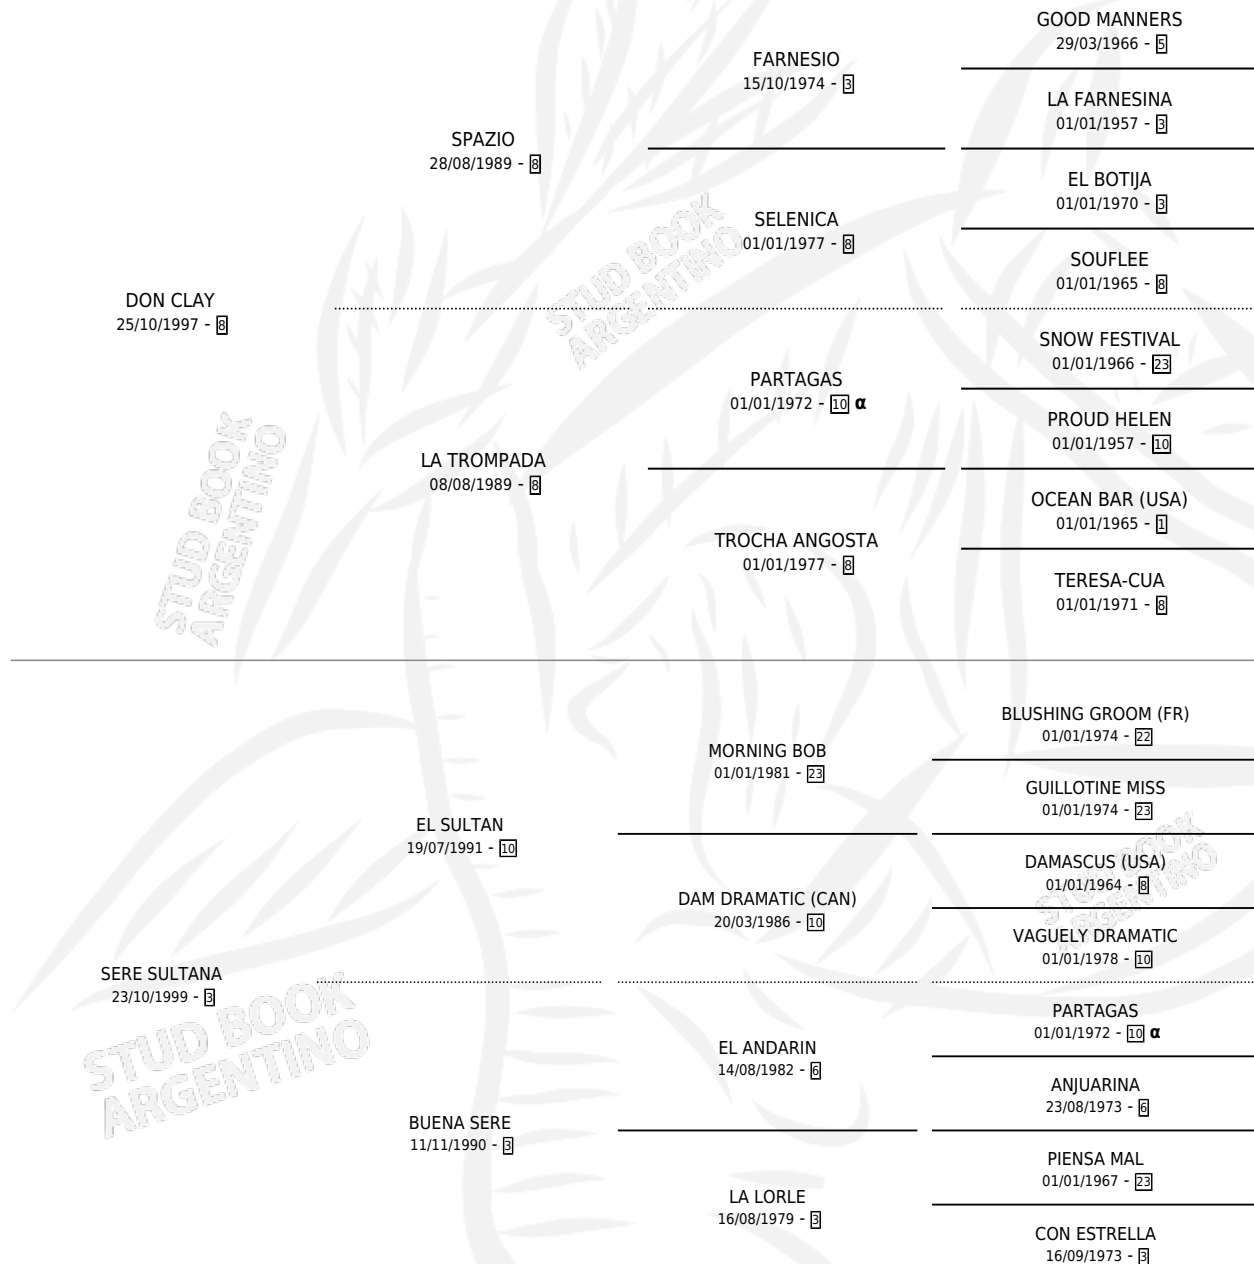 GOOD MANNERS
29/03/1966 - 5
FARNESIO
15/10/1974 - 3
LA FARNESINA
01/01/1957 - 3
SPAZIO
28/08/1989 - 8
EL BOTIJA
01/01/1970 - 3
SELENICA
01/01/1977 - 8
SOUFLEE
01/01/1965 - 8
DON CLAY
25/10/1997 - 8
SNOW FESTIVAL
01/01/1966 - 23
PARTAGAS
01/01/1972 - 10 α
PROUD HELEN
01/01/1957 - 10
LA TROMPADA
08/08/1989 - 8
OCEAN BAR (USA)
01/01/1965 - 1
TROCHA ANGOSTA
01/01/1977 - 8
TERESA-CUA
01/01/1971 - 8
BLUSHING GROOM (FR)
01/01/1974 - 22
MORNING BOB
01/01/1981 - 23
GUILLOTINE MISS
01/01/1974 - 23
EL SULTAN
19/07/1991 - 10
DAMASCUS (USA)
01/01/1964 - 8
DAM DRAMATIC (CAN)
20/03/1986 - 10
VAGUELY DRAMATIC
01/01/1978 - 10
SERE SULTANA
23/10/1999 - 3
PARTAGAS
01/01/1972 - 10 α
EL ANDARIN
14/08/1982 - 6
ANJUARINA
23/08/1973 - 6
BUENA SERE
11/11/1990 - 3
PIENSA MAL
01/01/1967 - 23
LA LORLE
16/08/1979 - 3
CON ESTRELLA
16/09/1973 - 3
STUD BOOK
ARGENTINO
STUD BOOK
ARGENTINO
STUD BOOK
ARGENTINO
STUD BOOK
ARGENTINO